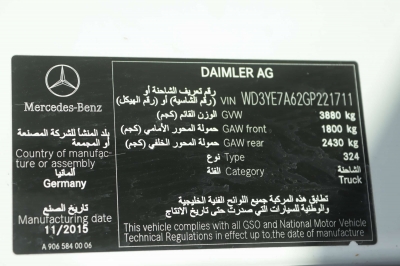 DAIMLER AG
Mercedes-Benz
رقم تعريف الشاحنة أو
رقم (الشاسية) أو (رقم الهيكل) VIN WD3YE7A62GP221711
الوزن القائم (كجم) GVW 3880 kg
حمولة المحور الأمامي (كجم) GAW front 1800 kg
حمولة المحور الخلفي (كجم) GAW rear 2430 kg
نوع Type 324
الفئة Category الشاحنة
Truck
بلد المنشأ للشركة المصنعة
أو المجمعة
Country of manufac-
ture or assembly
ألمانيا
Germany
تاريخ الصنع
Manufacturing date
11/2015
A 906 584 00 06
تطابق هذه المركبة جميع اللوائح الفنية الخليجية
والوطنية للسيارات التي صدرت حتى تاريخ الانتاج
This vehicle complies with all GSO and National Motor Vehicle
Technical Regulations in effect up to the date of manufacture